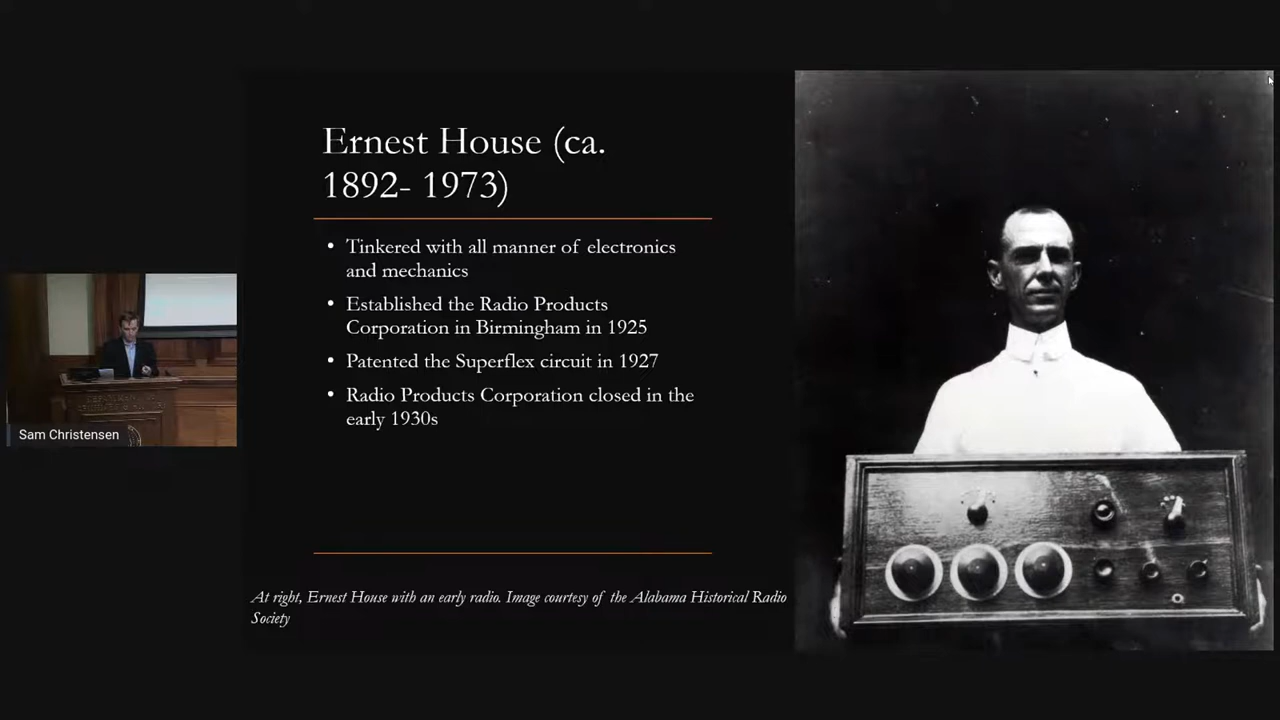 Ernest House (ca.
1892- 1973)
• Tinkered with all manner of electronics
and mechanics
• Established the Radio Products
Corporation in Birmingham in 1925
• Patented the Superflex circuit in 1927
• Radio Products Corporation closed in the
early 1930s
At right, Ernest House with an early radio. Image courtesy of the Alabama Historical Radio
Society
Sam Christensen